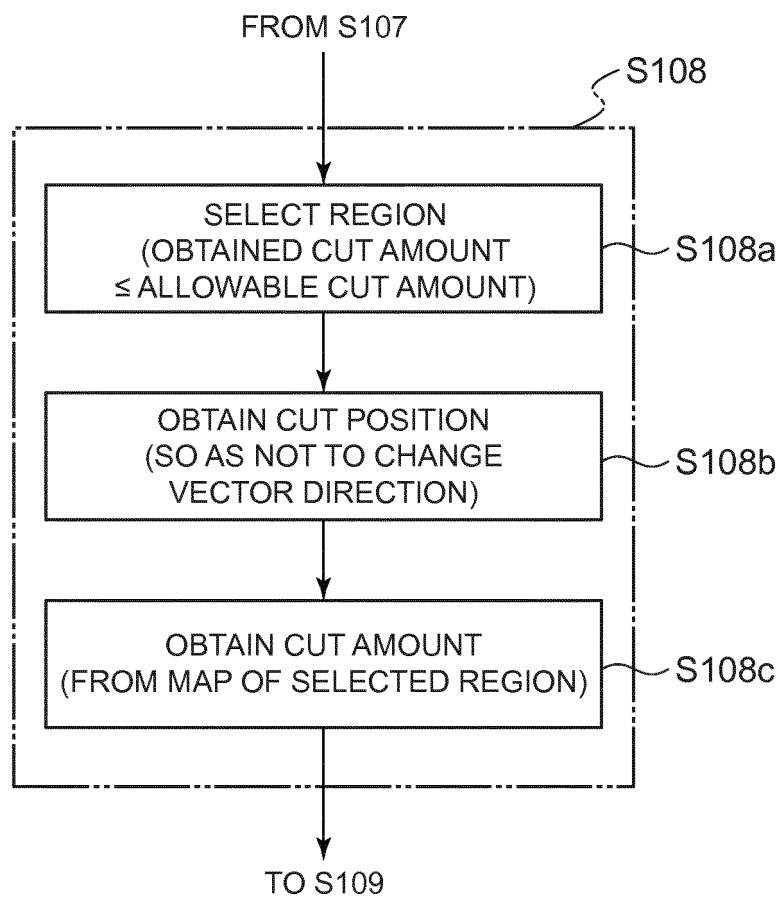 FROM S107
S108
SELECT REGION
(OBTAINED CUT AMOUNT
≤ ALLOWABLE CUT AMOUNT)
S108a
OBTAIN CUT POSITION
(SO AS NOT TO CHANGE
VECTOR DIRECTION)
S108b
OBTAIN CUT AMOUNT
(FROM MAP OF SELECTED REGION)
S108c
TO S109